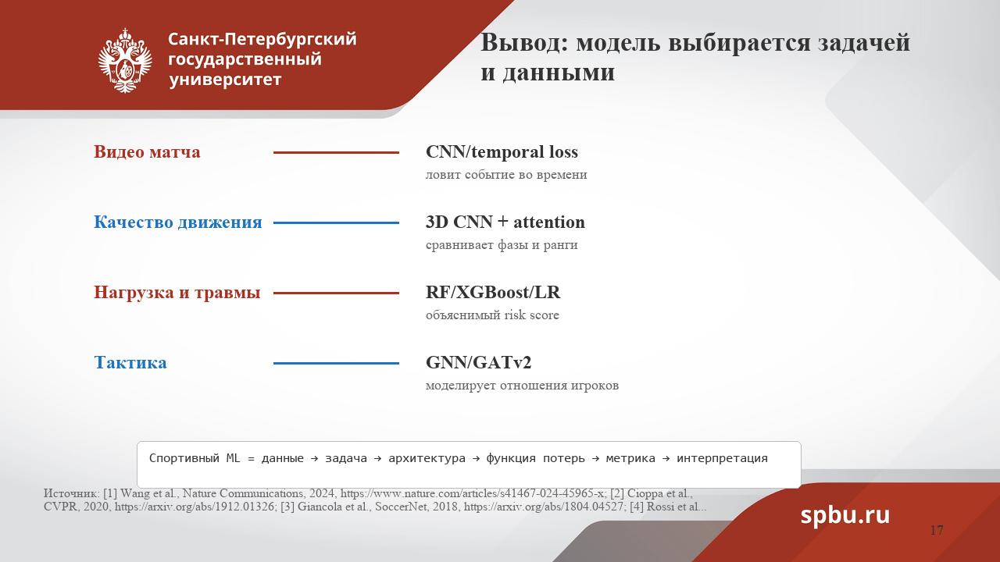 Санкт-Петербургский
государственный
университет
Вывод: модель выбирается задачей
и данными
Видео матча
CNN/temporal loss
ловит событие во времени
Качество движения
3D CNN + attention
сравнивает фазы и ранги
Нагрузка и травмы
RF/XGBoost/LR
объяснимый risk score
Тактика
GNN/GATv2
моделирует отношения игроков
Спортивный ML = данные → задача → архитектура → функция потерь → метрика → интерпретация
Источник: [1] Wang et al., Nature Communications, 2024, https://www.nature.com/articles/s41467-024-45965-x; [2] Cioppa et al.,
CVPR, 2020, https://arxiv.org/abs/1912.01326; [3] Giancola et al., SoccerNet, 2018, https://arxiv.org/abs/1804.04527; [4] Rossi et al...
spbu.ru
17